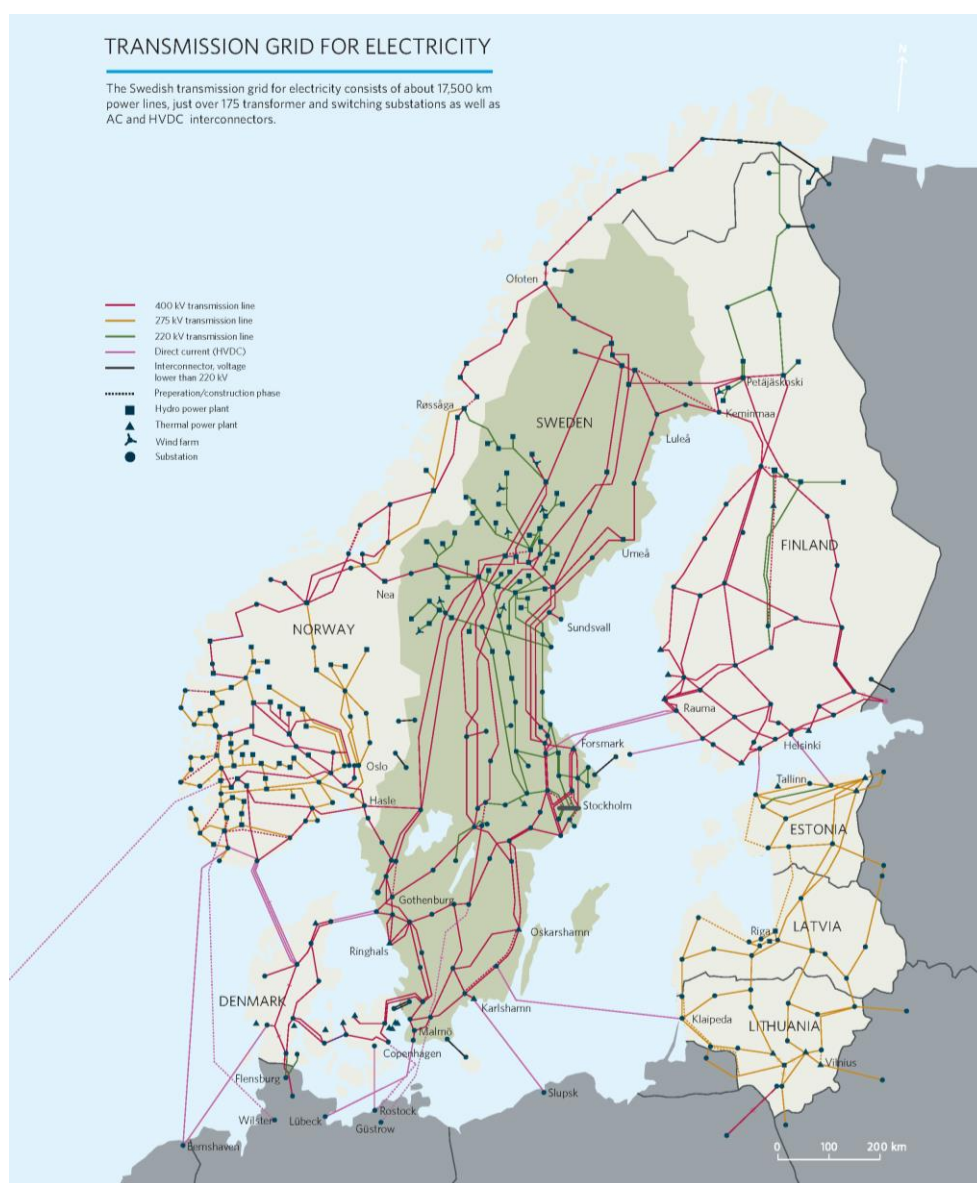 TRANSMISSION GRID FOR ELECTRICITY
The Swedish transmission grid for electricity consists of about 17,500 km
power lines, just over 175 transformer and switching substations as well as
AC and HVDC interconnectors.
N
400 kV transmission line
275 kV transmission line
220 kV transmission line
Direct current (HVDC)
Interconnector, voltage
lower than 220 kV
Preperation/construction phase
Hydro power plant
Thermal power plant
Wind farm
Substation
Ofoten
Røssåga
Petäjäskoski
Keminmaa
SWEDEN
Luleå
FINLAND
Umeå
Nea
Sundsvall
NORWAY
Rauma
Forsmark
Helsinki
Oslo
Tallinn
Hasle
Stockholm
ESTONIA
Gothenburg
LATVIA
Riga
Oskarshamn
Ringhals
DENMARK
Karlshamn
Klaipeda
LITHUANIA
Malmö
Copenhagen
Vilnius
Flensburg
Slupsk
Wilster
Lübeck
Rostock
Güstrow
Eemshaven
0 100 200 km